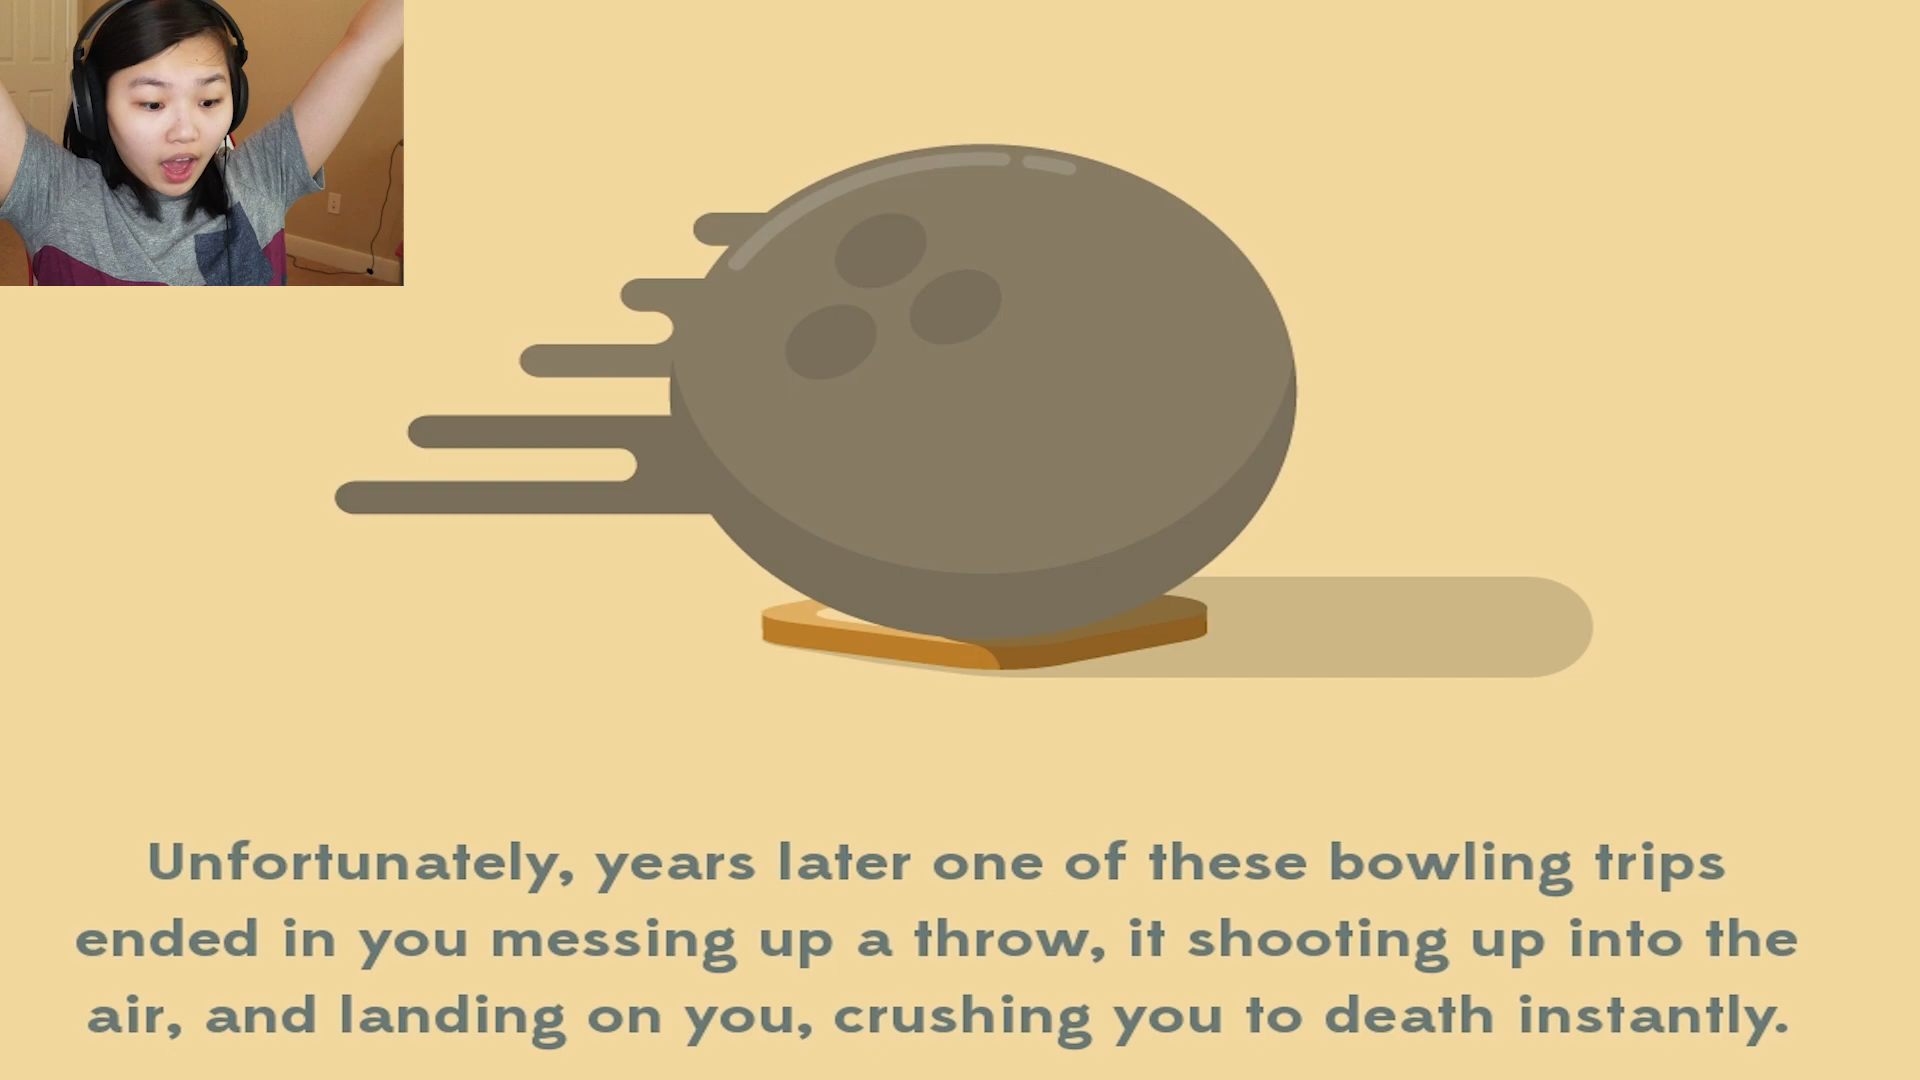 Unfortunately, years later one of these bowling trips
ended in you messing up a throw, it shooting up into the
air, and landing on you, crushing you to death instantly.